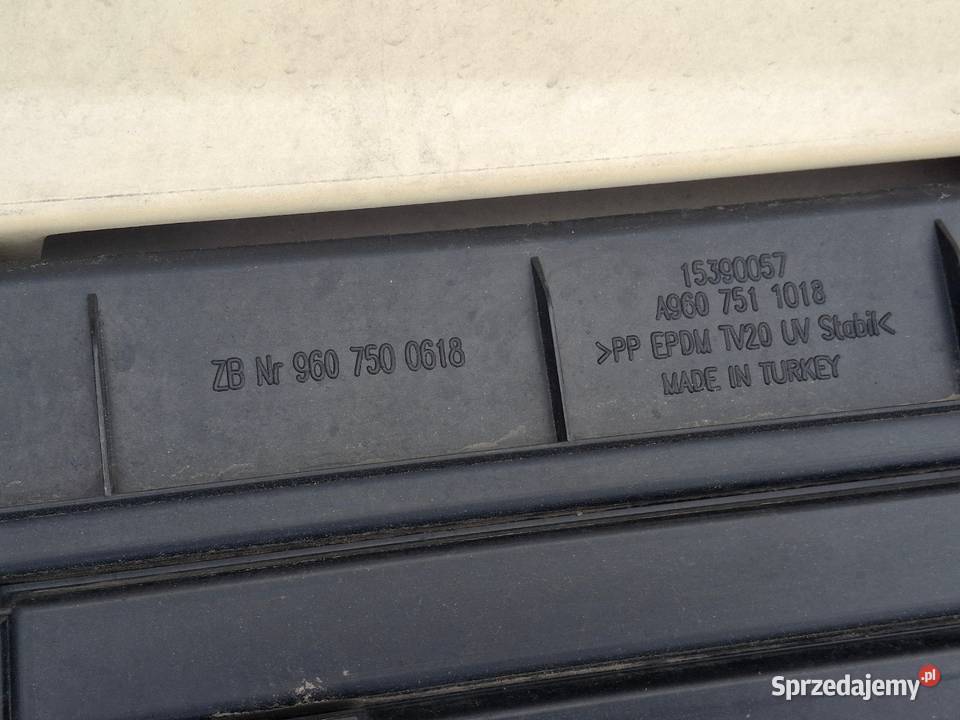 ZB Nr 960 750 0618
15390057
A960 751 1018
>PP EPDM TV20 UV Stabil<
MADE IN TURKEY
Sprzedajemy.pl